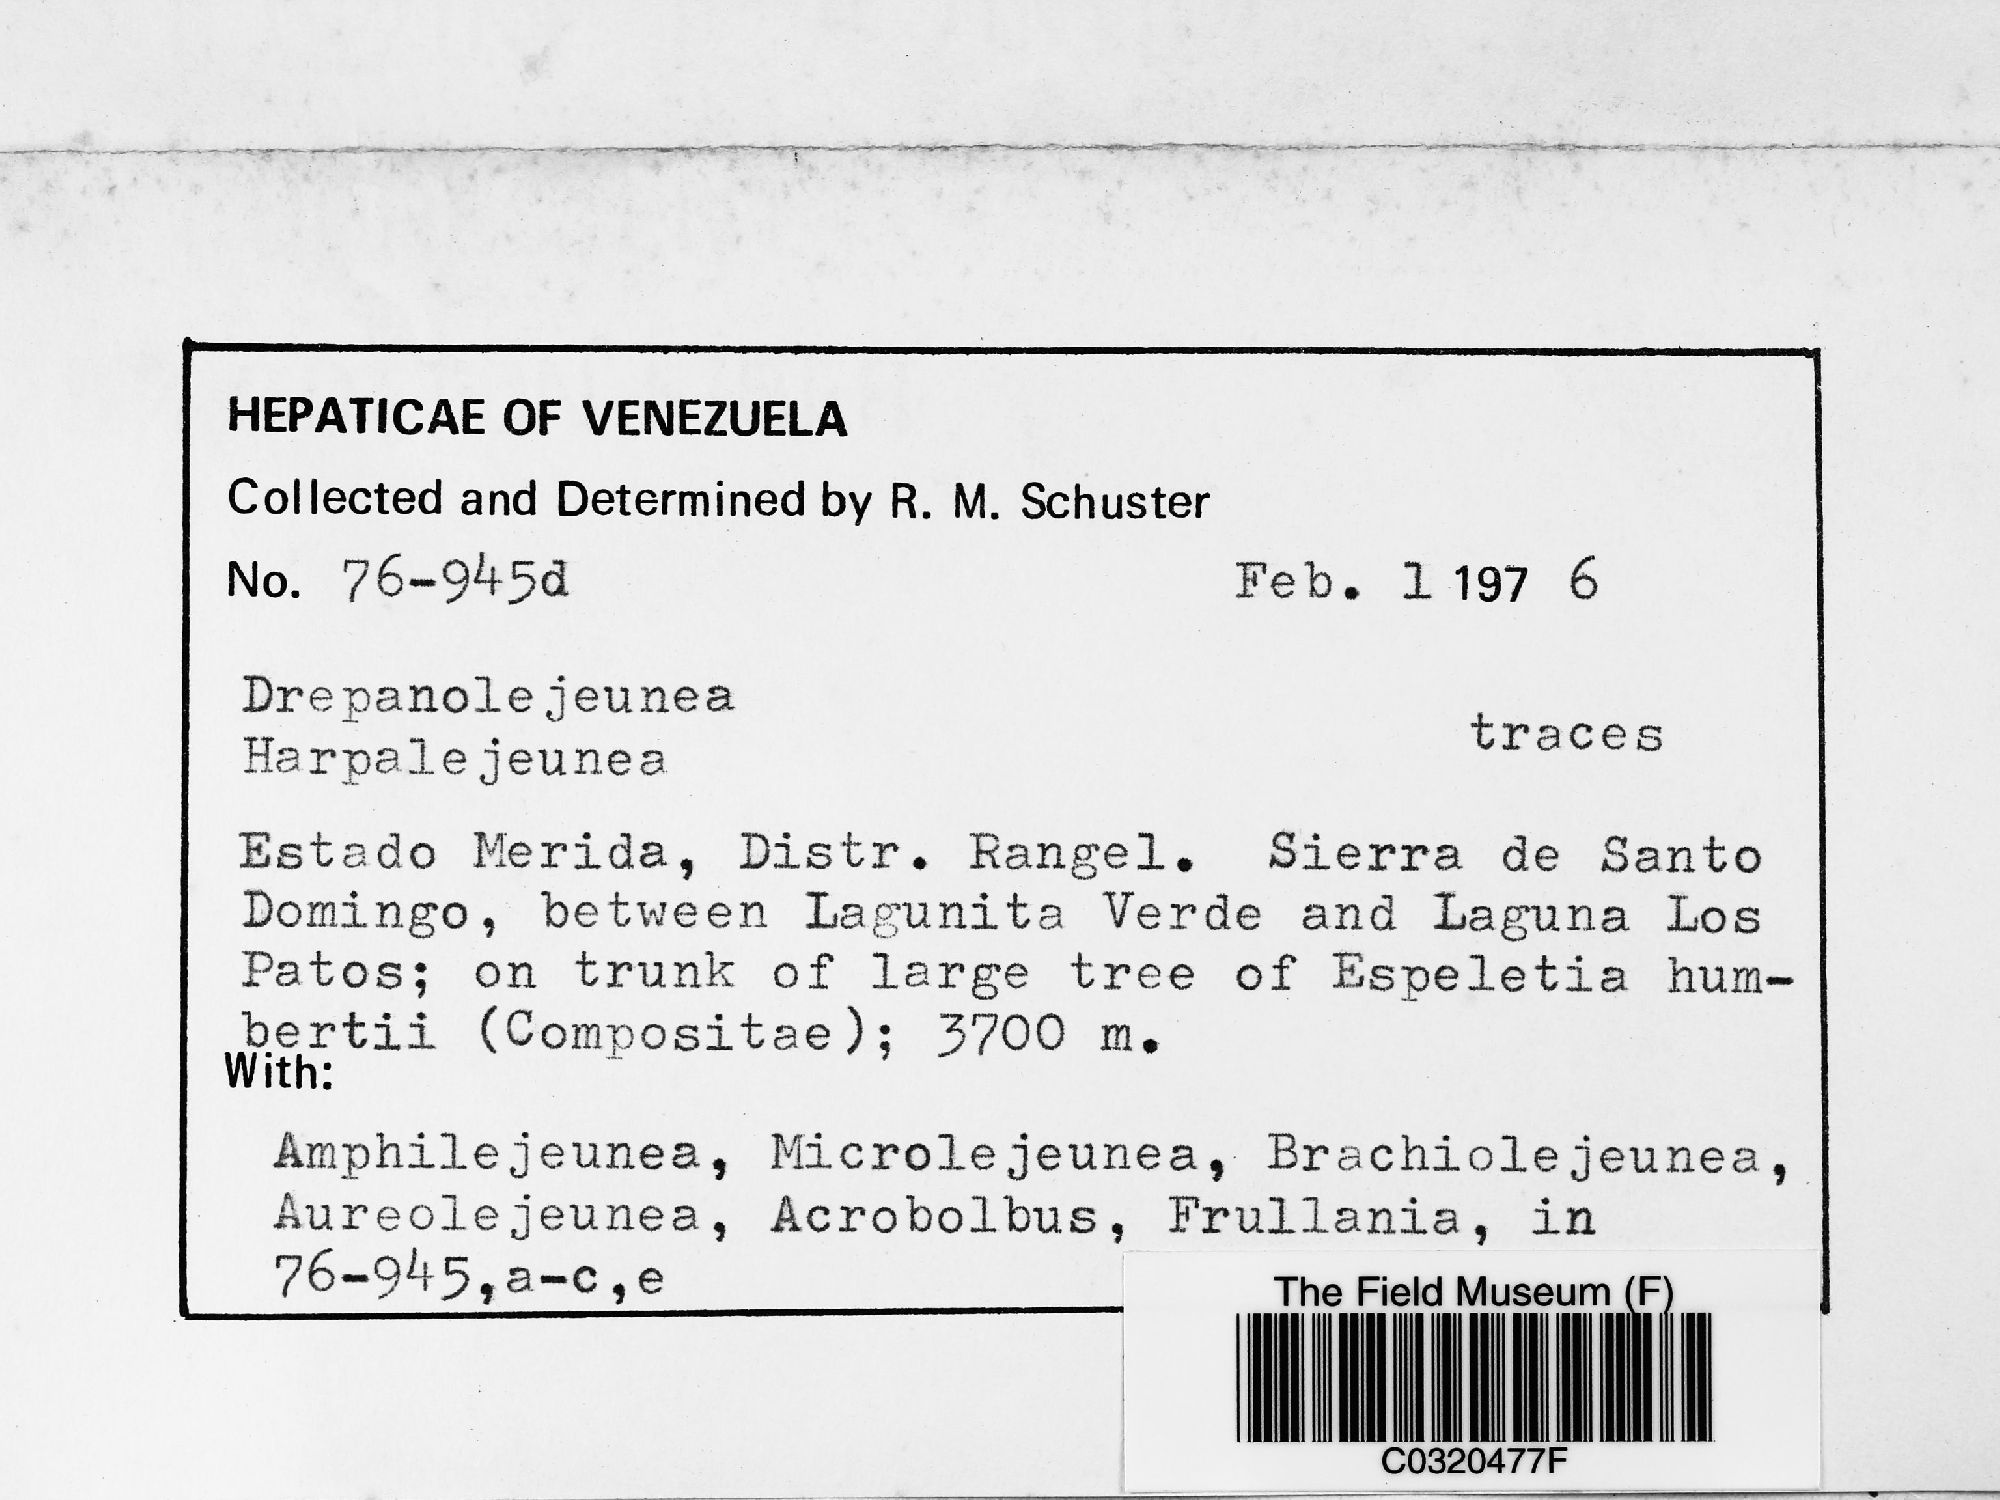 HEPATICAE OF VENEZUELA
Collected and Determined by R. M. Schuster
No. 76-945d Feb. 1 197 6
Drepanolejeunea
Harpalejeunea traces
Estado Merida, Distr. Rangel. Sierra de Santo
Domingo, between Lagunita Verde and Laguna Los
Patos; on trunk of large tree of Espeletia hum-
bertii (Compositae); 3700 m.
With:
Amphilejeunea, Microlejeunea, Brachiolejeunea,
Aureolejeunea, Acrobolbus, Frullania, in
76-945,a-c,e
The Field Museum (F)
C0320477F